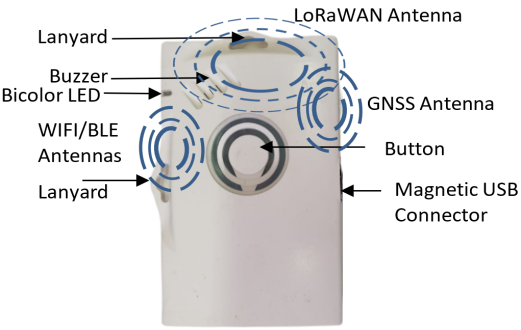 LoRaWAN Antenna
Lanyard
Buzzer
Bicolor LED
GNSS Antenna
WIFI/BLE
Antennas
Button
Lanyard
Magnetic USB
Connector